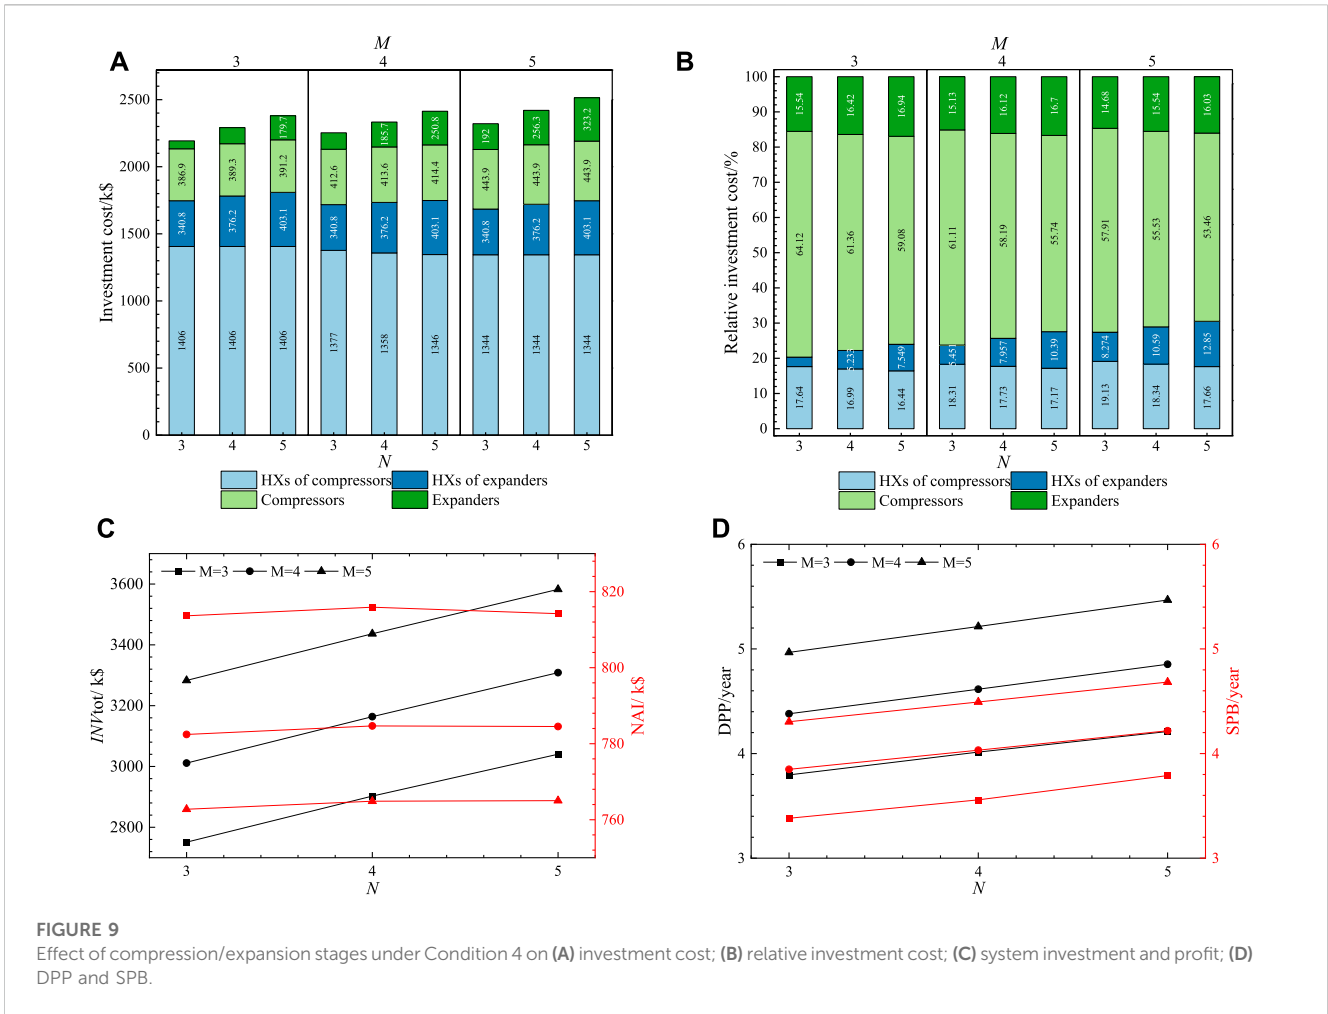 A
M
3 4 5
Investment cost/k$
2500
2000
1500
1000
500
0
179.7 185.7 250.8 192 256.3 323.2
386.9 389.3 391.2 412.6 413.6 414.4 443.9 443.9 443.9
340.8 376.2 403.1 340.8 376.2 403.1 340.8 376.2 403.1
1406 1406 1406 1377 1358 1346 1344 1344 1344
3 4 5 3 4 5 3 4 5
N
HXs of compressors HXs of expanders
Compressors Expanders
B
M
3 4 5
Relative investment cost/%
100
90
80
70
60
50
40
30
20
10
0
15.54 16.42 16.94 15.13 16.12 16.7 14.68 15.54 16.03
64.12 61.36 59.08 61.11 58.19 55.74 57.91 55.53 53.46
5.233 7.549 5.451 7.957 10.39 8.274 10.59 12.85
17.64 16.99 16.44 18.31 17.73 17.17 19.13 18.34 17.66
3 4 5 3 4 5 3 4 5
N
HXs of compressors HXs of expanders
Compressors Expanders
C
M=3 M=4 M=5
INVtot/ k$
3600
3400
3200
3000
2800
820
800
780
760
NAI/ k$
3 4 5
N
D
M=3 M=4 M=5
DPP/year
6
5
4
3
6
5
4
3
SPB/year
3 4 5
N
FIGURE 9
Effect of compression/expansion stages under Condition 4 on (A) investment cost; (B) relative investment cost; (C) system investment and profit; (D)
DPP and SPB.